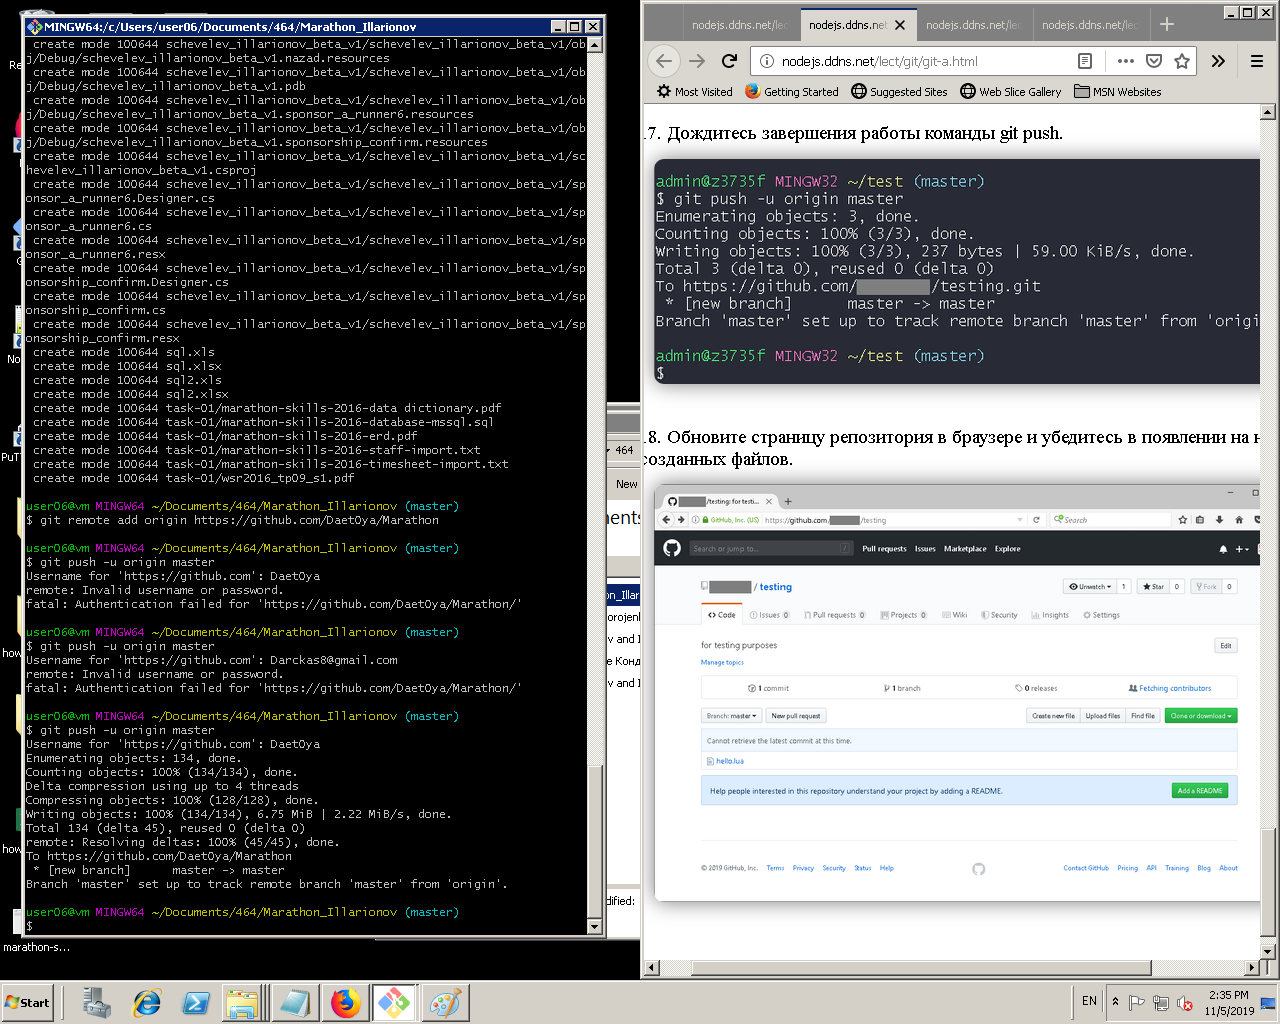 MINGW64:/c/Users/user06/Documents/464/Marathon_Illarionov
create mode 100644 schevelev_illarionov_beta_v1/schevelev_illarionov_beta_v1/ob
j/Debug/schevelev_illarionov_beta_v1.nazad.resources
create mode 100644 schevelev_illarionov_beta_v1/schevelev_illarionov_beta_v1/ob
j/Debug/schevelev_illarionov_beta_v1.pdb
create mode 100644 schevelev_illarionov_beta_v1/schevelev_illarionov_beta_v1/ob
j/Debug/schevelev_illarionov_beta_v1.sponsor_a_runner6.resources
create mode 100644 schevelev_illarionov_beta_v1/schevelev_illarionov_beta_v1/ob
j/Debug/schevelev_illarionov_beta_v1.sponsorship_confirm.resources
create mode 100644 schevelev_illarionov_beta_v1/schevelev_illarionov_beta_v1/sc
hevelev_illarionov_beta_v1.csproj
create mode 100644 schevelev_illarionov_beta_v1/schevelev_illarionov_beta_v1/sp
onsor_a_runner6.Designer.cs
create mode 100644 schevelev_illarionov_beta_v1/schevelev_illarionov_beta_v1/sp
onsor_a_runner6.cs
create mode 100644 schevelev_illarionov_beta_v1/schevelev_illarionov_beta_v1/sp
onsor_a_runner6.resx
create mode 100644 schevelev_illarionov_beta_v1/schevelev_illarionov_beta_v1/sp
onsorship_confirm.Designer.cs
create mode 100644 schevelev_illarionov_beta_v1/schevelev_illarionov_beta_v1/sp
onsorship_confirm.cs
create mode 100644 schevelev_illarionov_beta_v1/schevelev_illarionov_beta_v1/sp
onsorship_confirm.resx
create mode 100644 sql.xls
create mode 100644 sql.xlsx
create mode 100644 sql2.xls
create mode 100644 sql2.xlsx
create mode 100644 task-01/marathon-skills-2016-data dictionary.pdf
create mode 100644 task-01/marathon-skills-2016-database-mssql.sql
create mode 100644 task-01/marathon-skills-2016-erd.pdf
create mode 100644 task-01/marathon-skills-2016-staff-import.txt
create mode 100644 task-01/marathon-skills-2016-timesheet-import.txt
create mode 100644 task-01/wsr2016_tp09_s1.pdf
user06@vm MINGW64 ~/Documents/464/Marathon_Illarionov (master)
$ git remote add origin https://github.com/DaetOya/Marathon
user06@vm MINGW64 ~/Documents/464/Marathon_Illarionov (master)
$ git push -u origin master
Username for 'https://github.com': DaetOya
remote: Invalid username or password.
fatal: Authentication failed for 'https://github.com/DaetOya/Marathon/'
user06@vm MINGW64 ~/Documents/464/Marathon_Illarionov (master)
$ git push -u origin master
Username for 'https://github.com': Darckas8@gmail.com
remote: Invalid username or password.
fatal: Authentication failed for 'https://github.com/DaetOya/Marathon/'
user06@vm MINGW64 ~/Documents/464/Marathon_Illarionov (master)
$ git push -u origin master
Username for 'https://github.com': DaetOya
Enumerating objects: 134, done.
Counting objects: 100% (134/134), done.
Delta compression using up to 4 threads
Compressing objects: 100% (128/128), done.
Writing objects: 100% (134/134), 6.75 MiB | 2.22 MiB/s, done.
Total 134 (delta 45), reused 0 (delta 0)
remote: Resolving deltas: 100% (45/45), done.
To https://github.com/DaetOya/Marathon
* [new branch] master -> master
Branch 'master' set up to track remote branch 'master' from 'origin'.
user06@vm MINGW64 ~/Documents/464/Marathon_Illarionov (master)
$
marathon-s...
464
New
nodejs.ddns.net/lec
nodejs.ddns.net
nodejs.ddns.net/lec
nodejs.ddns.net/lec
nodejs.ddns.net/lect/git/git-a.html
Most Visited Getting Started Suggested Sites Web Slice Gallery MSN Websites
17. Дождитесь завершения работы команды git push.
admin@z3735f MINGW32 ~/test (master)
$ git push -u origin master
Enumerating objects: 3, done.
Counting objects: 100% (3/3), done.
Writing objects: 100% (3/3), 237 bytes | 59.00 KiB/s, done.
Total 3 (delta 0), reused 0 (delta 0)
To https://github.com/ /testing.git
* [new branch] master -> master
Branch 'master' set up to track remote branch 'master' from 'origi
admin@z3735f MINGW32 ~/test (master)
$
18. Обновите страницу репозитория в браузере и убедитесь в появлении на н
созданных файлов.
/testing: for testi...
GitHub, Inc. (US) https://github.com/ /testing Search
Search or jump to... / Pull requests Issues Marketplace Explore
/ testing Unwatch 1 Star 0 Fork 0
Code Issues 0 Pull requests 0 Projects 0 Wiki Security Insights Settings
for testing purposes Edit
Manage topics
1 commit 1 branch 0 releases Fetching contributors
Branch: master New pull request Create new file Upload files Find file Clone or download
Cannot retrieve the latest commit at this time.
hello.lua
Help people interested in this repository understand your project by adding a README. Add a README
© 2019 GitHub, Inc. Terms Privacy Security Status Help Contact GitHub Pricing API Training Blog About
Start EN 2:35 PM
11/5/2019